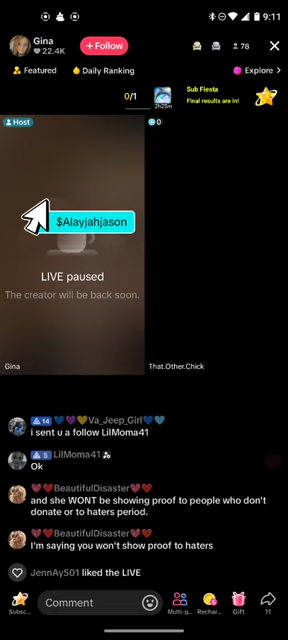 9:11
Gina
22.4K
+ Follow
78
Featured
Daily Ranking
Explore >
0/1
2h25m
Sub Fiesta
Final results are in!
Host
0
$Alayjahjason
LIVE paused
The creator will be back soon.
Gina
That.Other.Chick
14 💙💜💛Va_Jeep_Girl💙🩵
i sent u a follow LilMoma41
5 LilMoma41
Ok
💗❤️BeautifulDisaster💗❤️
and she WONT be showing proof to people who don't
donate or to haters period.
💗❤️BeautifulDisaster💗❤️
I'm saying you won't show proof to haters
JennAyS01 liked the LIVE
Comment
Subsc...
Multi-g...
Rechar...
Gift
11